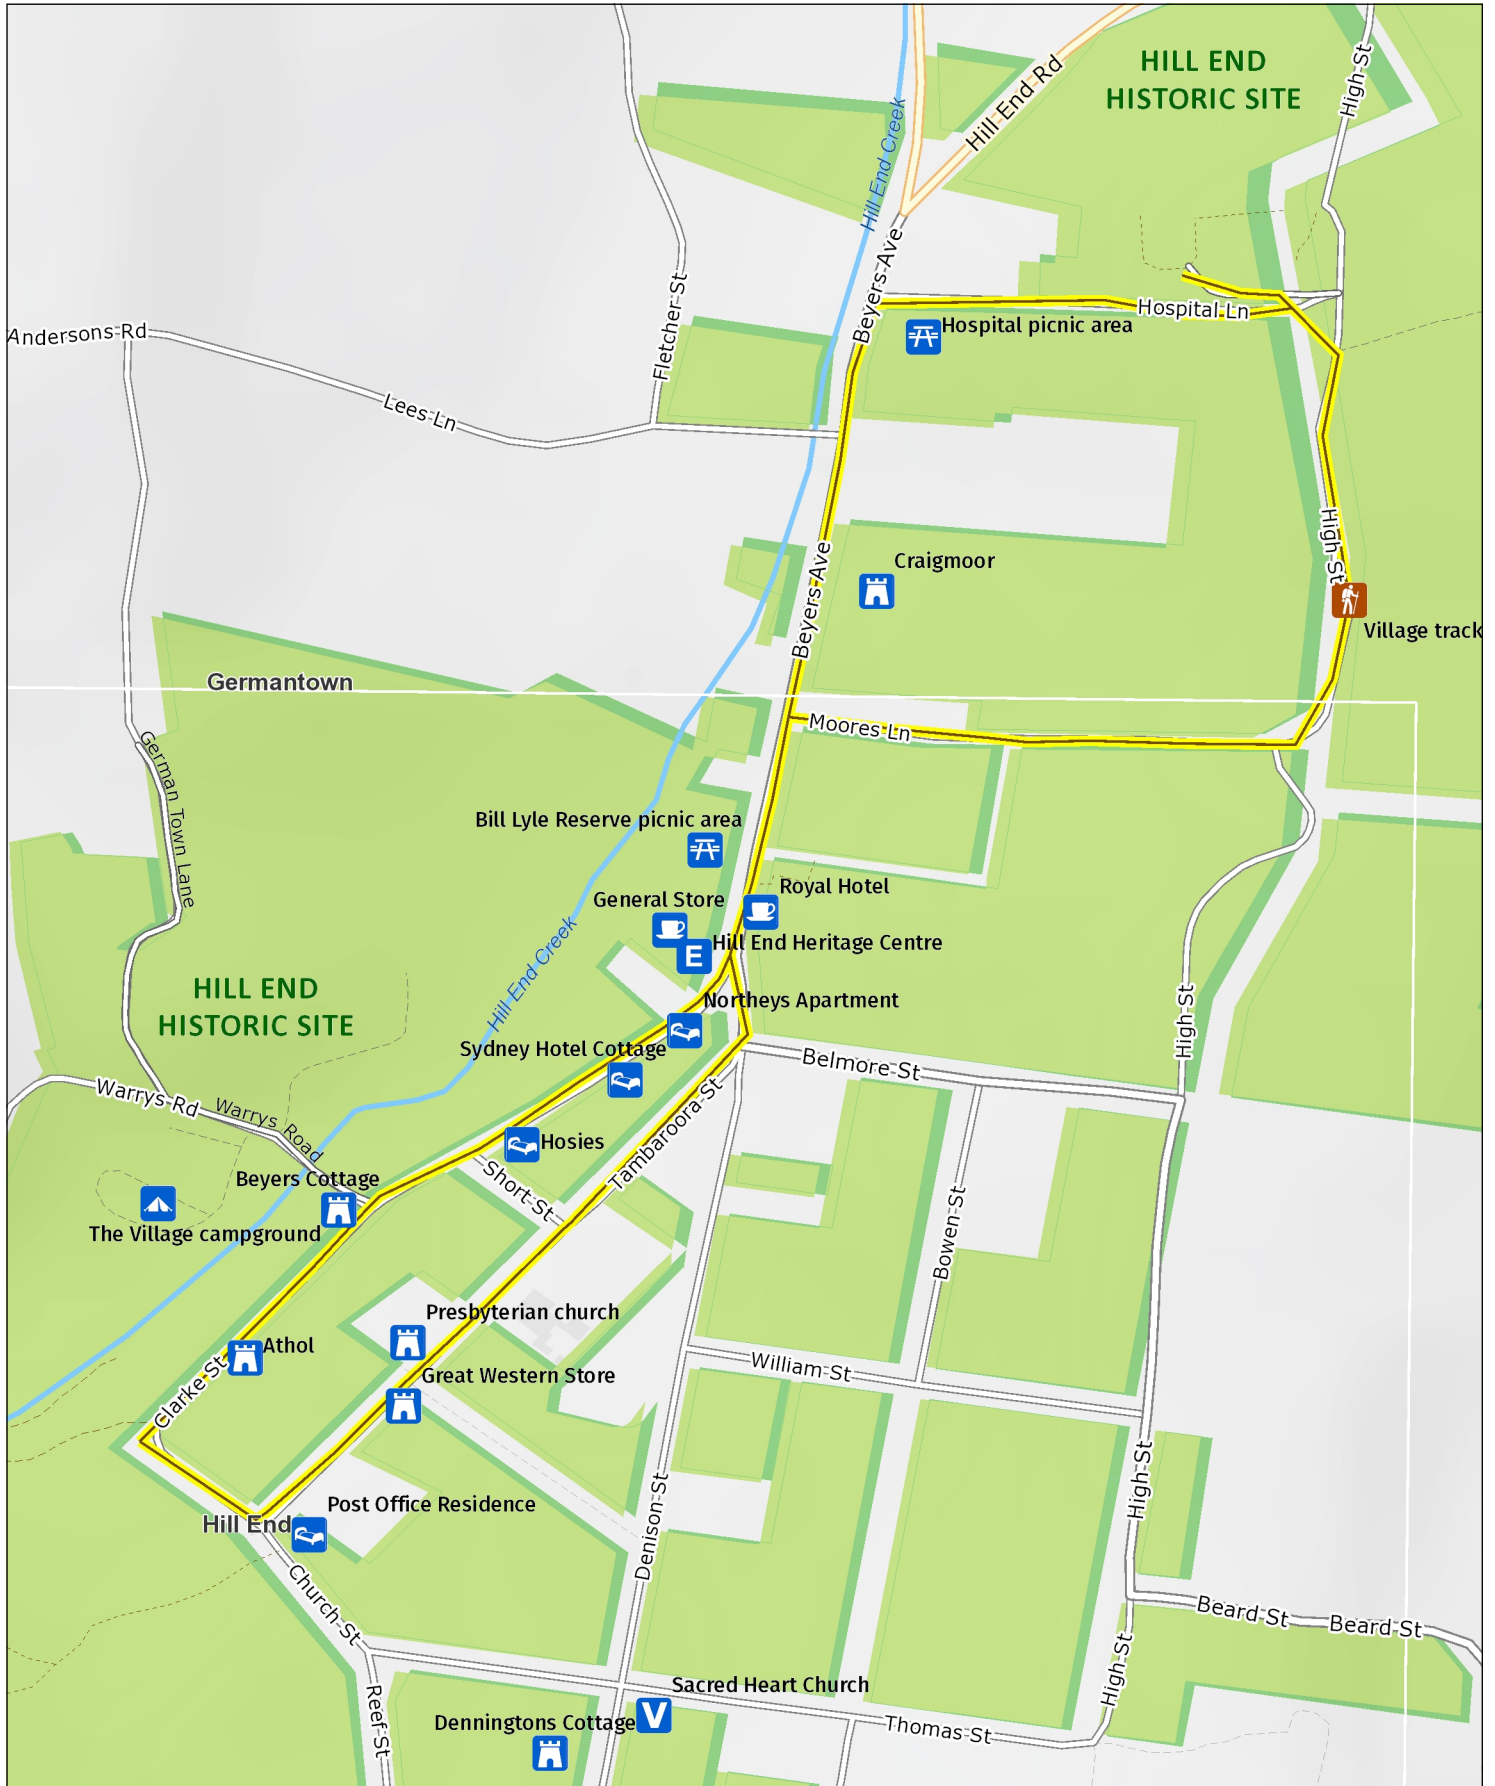 HILL END
HISTORIC SITE
High St
Hill End Rd
Hill End Creek
Beyers Ave
Fletcher St
Andersons Rd
Hospital Ln
Hospital picnic area
Lees Ln
High St
Craigmoor
Beyers Ave
Village track
Germantown
Moores Ln
German Town Lane
Bill Lyle Reserve picnic area
Royal Hotel
General Store
E
Hill End Heritage Centre
Hill End Creek
HILL END
HISTORIC SITE
Northeys Apartment
High St
Sydney Hotel Cottage
Belmore St
Warrys Rd
Warrys Road
Tambaroora St
Hosies
Short St
Beyers Cottage
The Village campground
Bowen St
Presbyterian church
Athol
William St
Great Western Store
Clarke St
High St
Post Office Residence
Hill End
Denison St
Church St
Beard St
Beard St
High St
Sacred Heart Church
V
Reef St
Denningtons Cottage
Thomas St